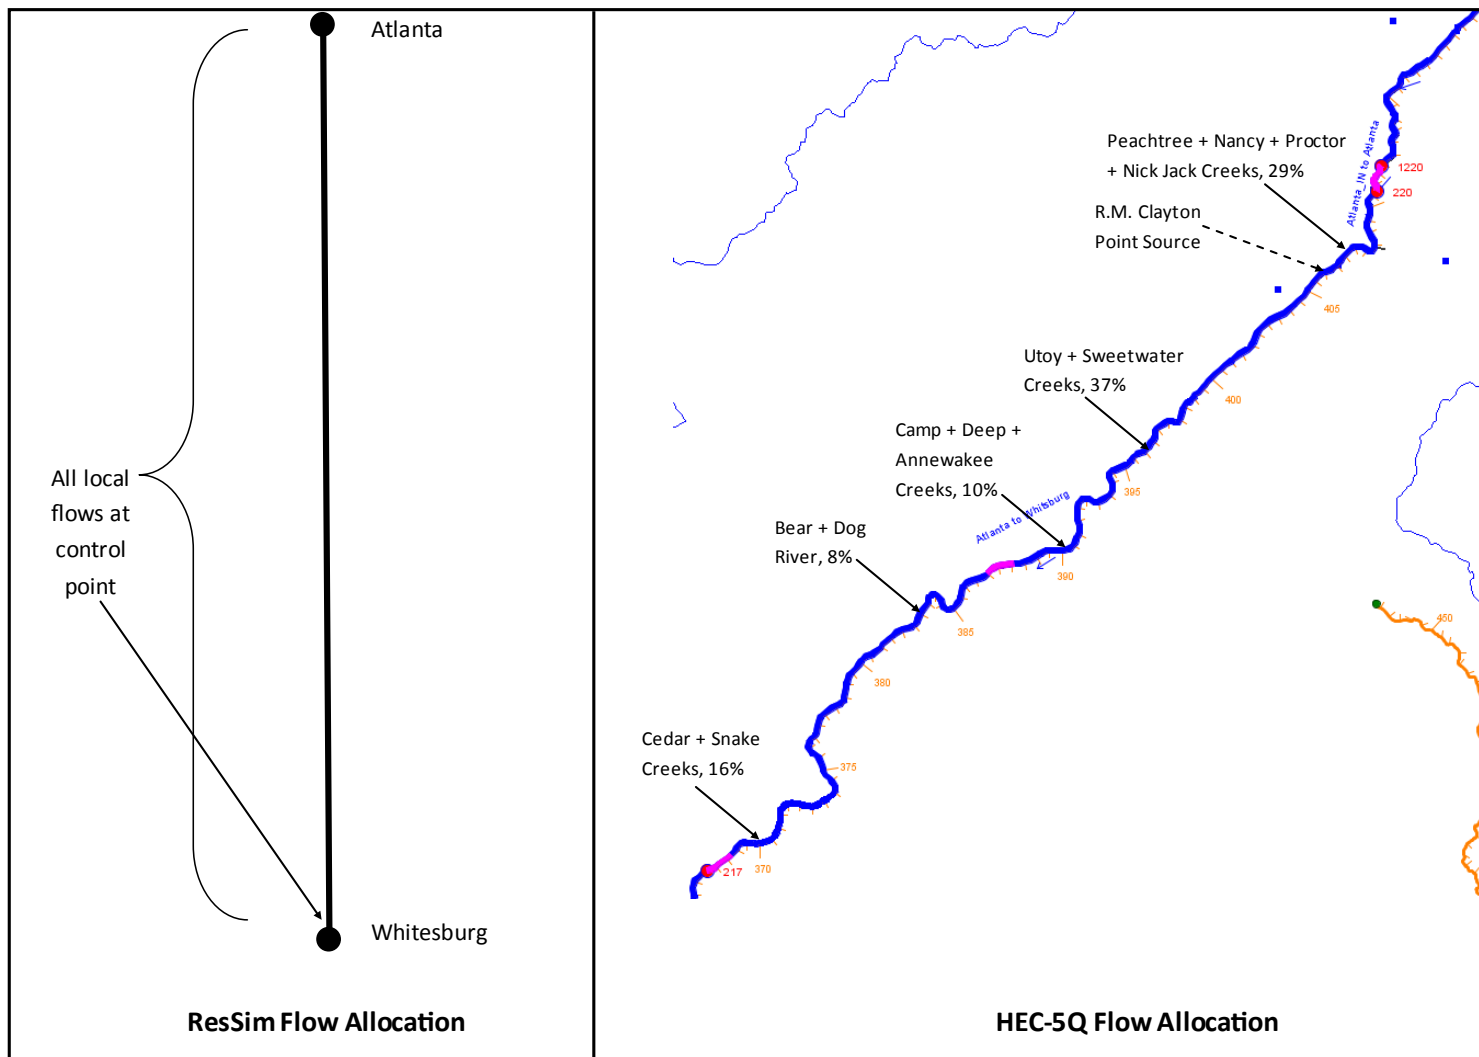 Atlanta
All local
flows at
control
point
Whitesburg
ResSim Flow Allocation
Peachtree + Nancy + Proctor
+ Nick Jack Creeks, 29%
R.M. Clayton
Point Source
Atlanta_IN to Atlanta
1220
220
405
Utoy + Sweetwater
Creeks, 37%
400
Camp + Deep +
Annewakee
Creeks, 10%
395
Atlanta to Whitsburg
390
Bear + Dog
River, 8%
385
450
380
Cedar + Snake
Creeks, 16%
375
370
217
HEC-5Q Flow Allocation